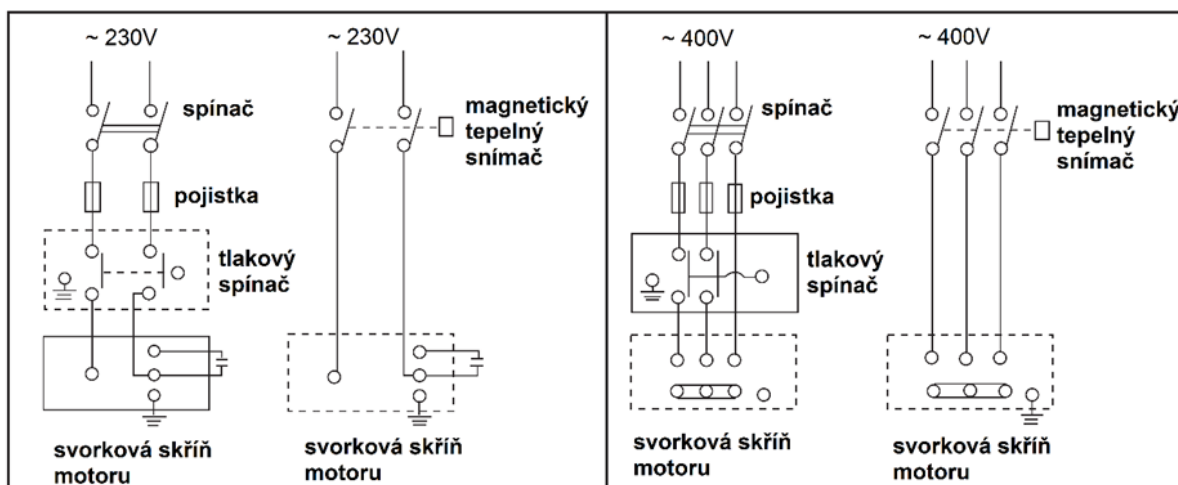 ~ 230V
spínač
pojistka
tlakový
spínač
svorková skříň
motoru
~ 230V
magnetický
tepelný
snímač
svorková skříň
motoru
~ 400V
spínač
pojistka
tlakový
spínač
svorková skříň
motoru
~ 400V
magnetický
tepelný
snímač
svorková skříň
motoru